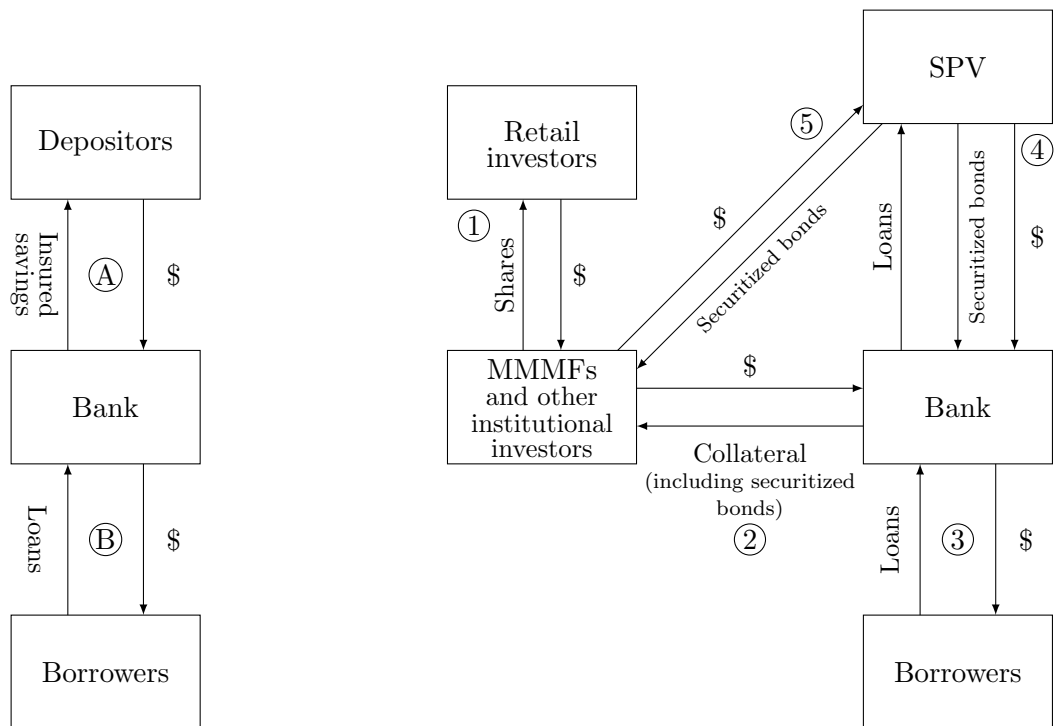 Depositors
Insured
savings
A
$
Bank
Loans
B
$
Borrowers
Retail
investors
1
Shares
$
MMMFs
and other
institutional
investors
5
$
Securitized bonds
$
Collateral
(including securitized
bonds)
2
SPV
4
Loans
Securitized bonds
$
Bank
Loans
3
$
Borrowers